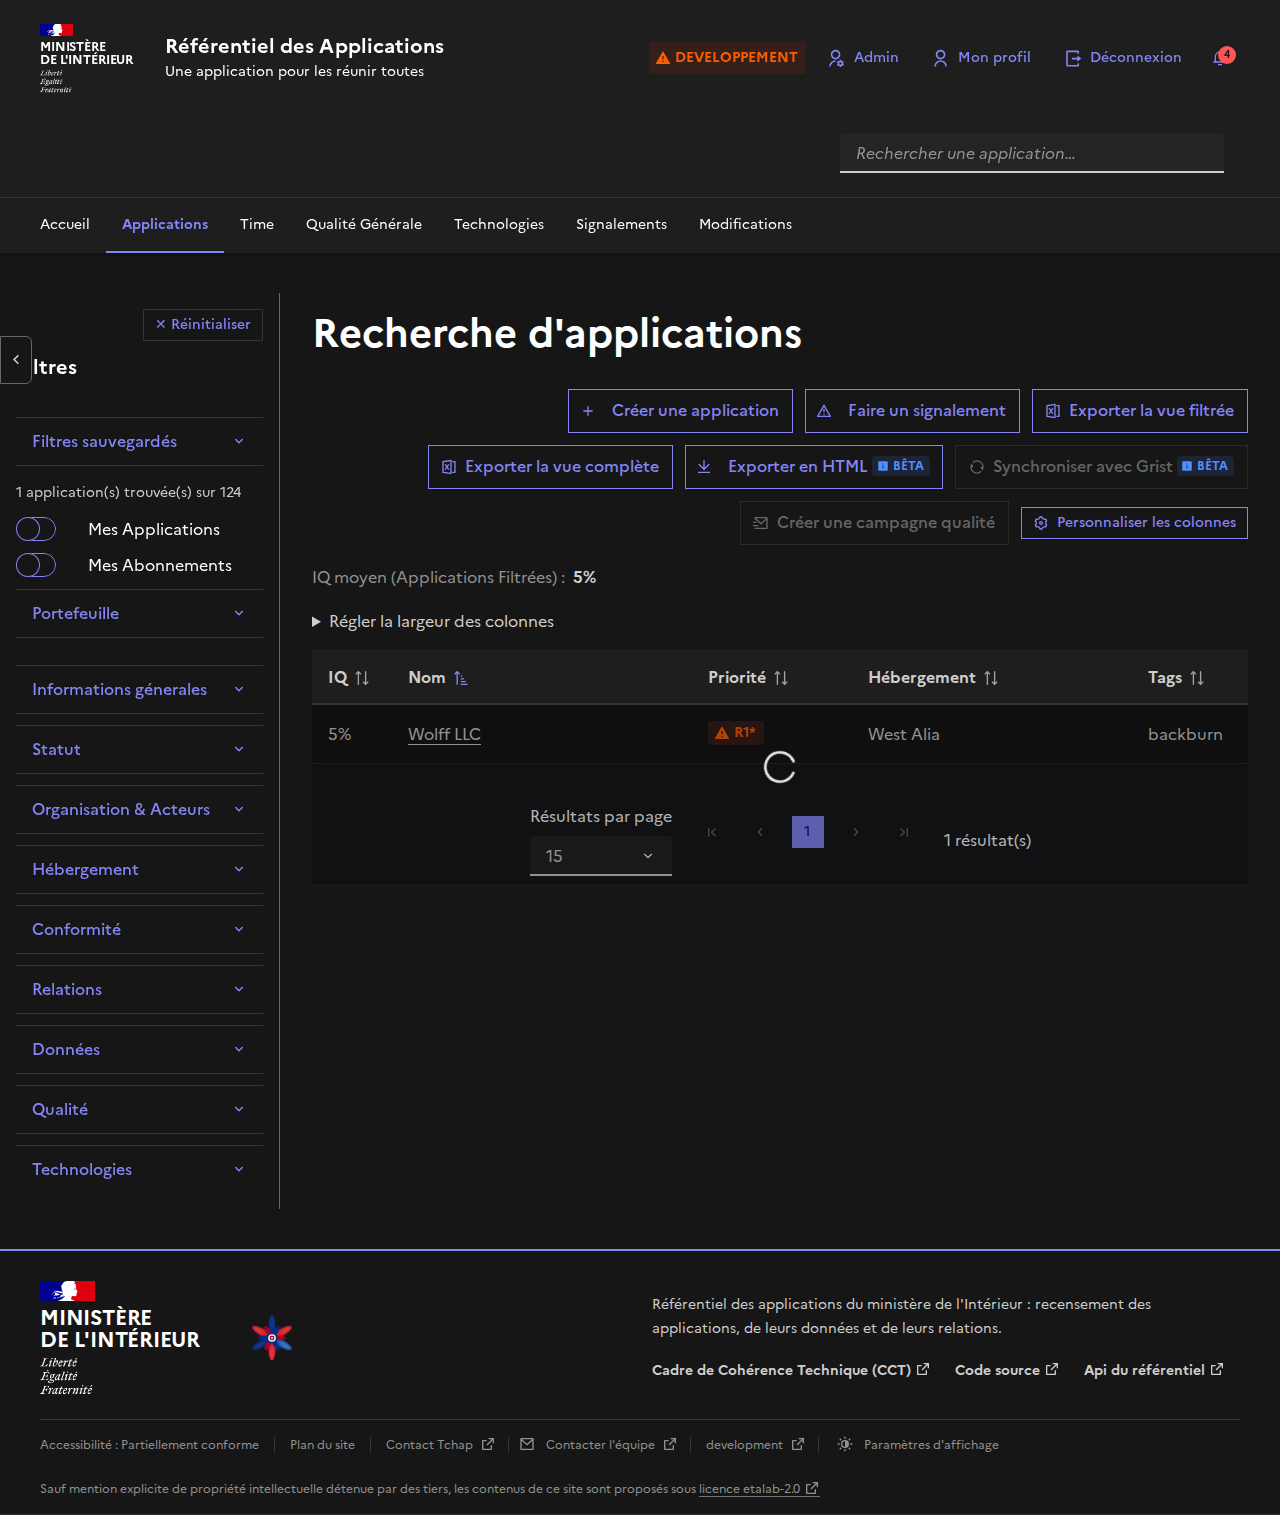 MINISTÈRE
DE L'INTÉRIEUR
Liberté
Égalité
Fraternité
Référentiel des Applications
Une application pour les réunir toutes
DEVELOPPEMENT
Admin
Mon profil
Déconnexion
4
Rechercher une application...
Accueil
Applications
Time
Qualité Générale
Technologies
Signalements
Modifications
Réinitialiser
ltres
Filtres sauvegardés
1 application(s) trouvée(s) sur 124
Mes Applications
Mes Abonnements
Portefeuille
Informations génerales
Statut
Organisation & Acteurs
Hébergement
Conformité
Relations
Données
Qualité
Technologies
Recherche d'applications
Créer une application
Faire un signalement
Exporter la vue filtrée
Exporter la vue complète
Exporter en HTML BÊTA
Synchroniser avec Grist BÊTA
Créer une campagne qualité
Personnaliser les colonnes
IQ moyen (Applications Filtrées) : 5%
Régler la largeur des colonnes
IQ Nom Priorité Hébergement Tags
5% Wolff LLC R1* West Alia backburn
Résultats par page
15
1
1 résultat(s)
MINISTÈRE
DE L'INTÉRIEUR
Liberté
Égalité
Fraternité
Référentiel des applications du ministère de l'Intérieur : recensement des
applications, de leurs données et de leurs relations.
Cadre de Cohérence Technique (CCT)
Code source
Api du référentiel
Accessibilité : Partiellement conforme
Plan du site
Contact Tchap
Contacter l'équipe
development
Paramètres d'affichage
Sauf mention explicite de propriété intellectuelle détenue par des tiers, les contenus de ce site sont proposés sous licence etalab-2.0